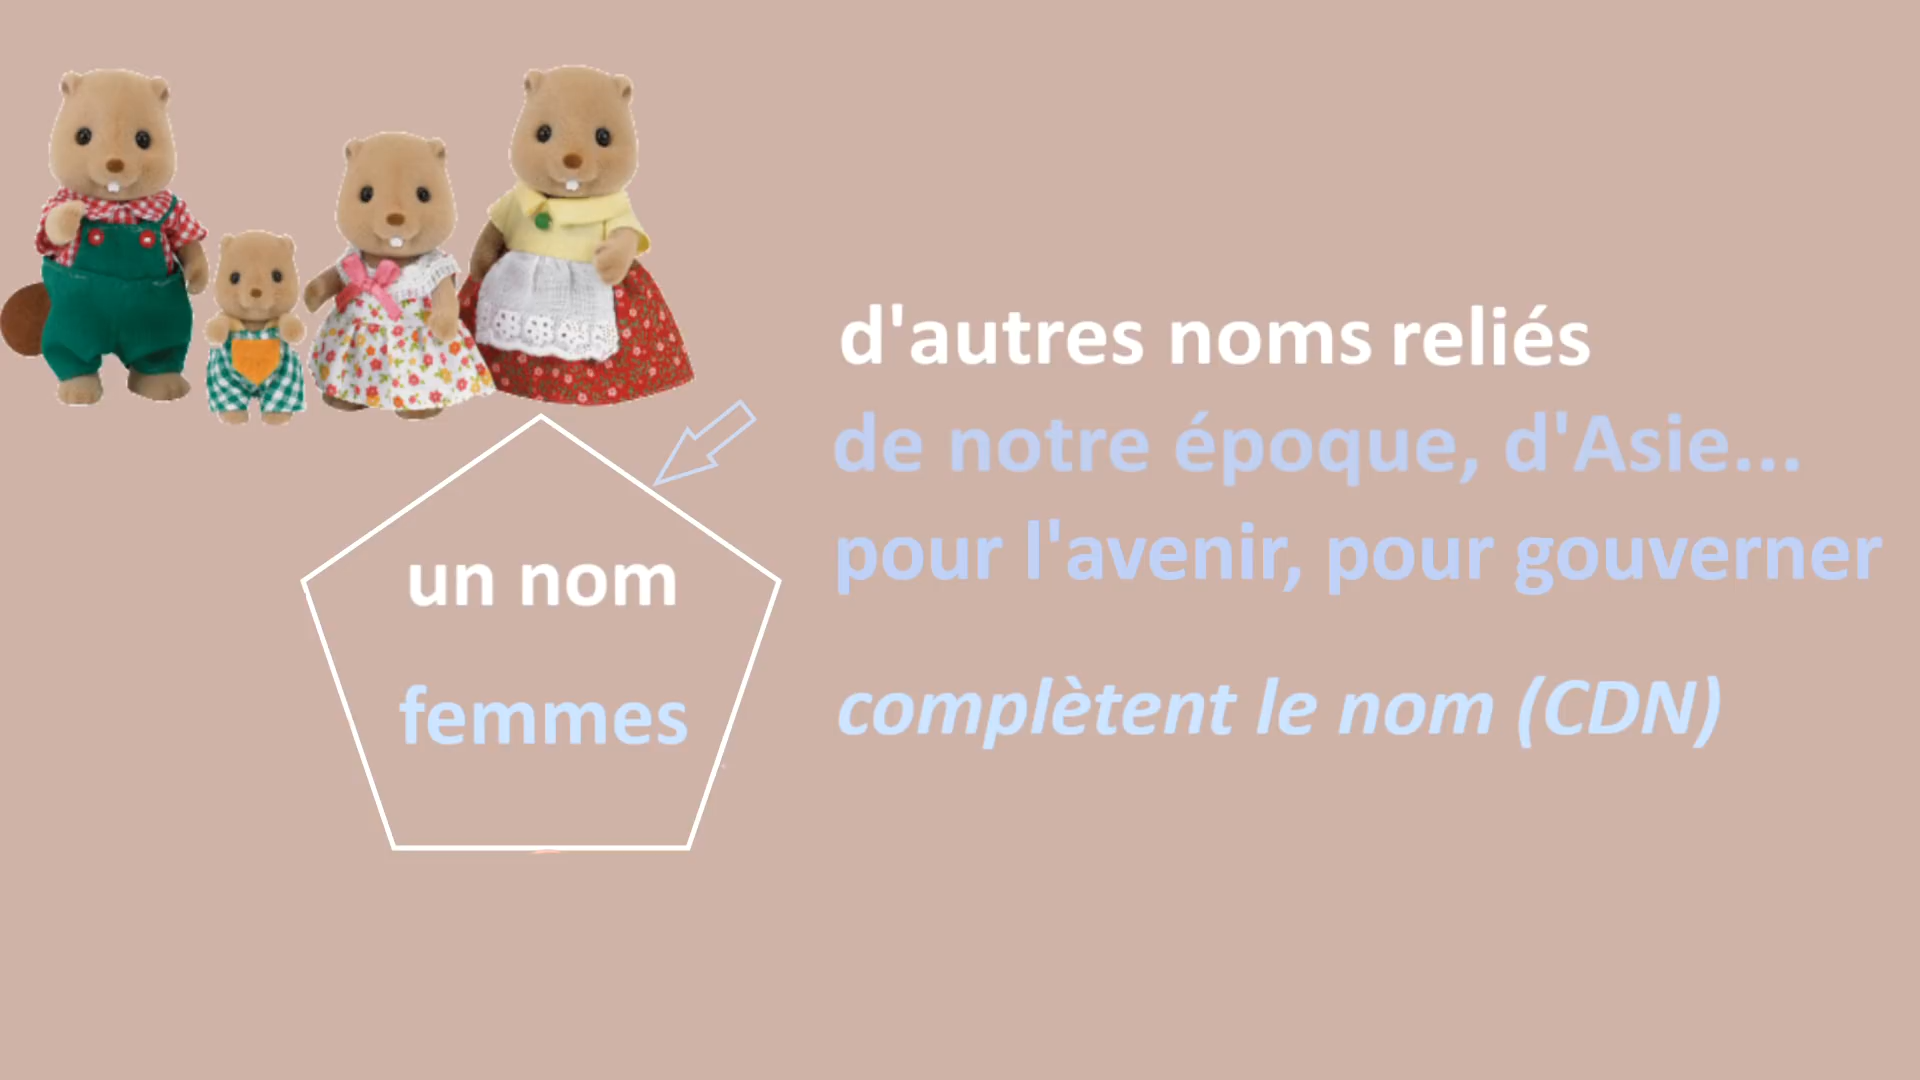 d'autres noms reliés
de notre époque, d'Asie...
pour l'avenir, pour gouverner
un nom
femmes
complètent le nom (CDN)